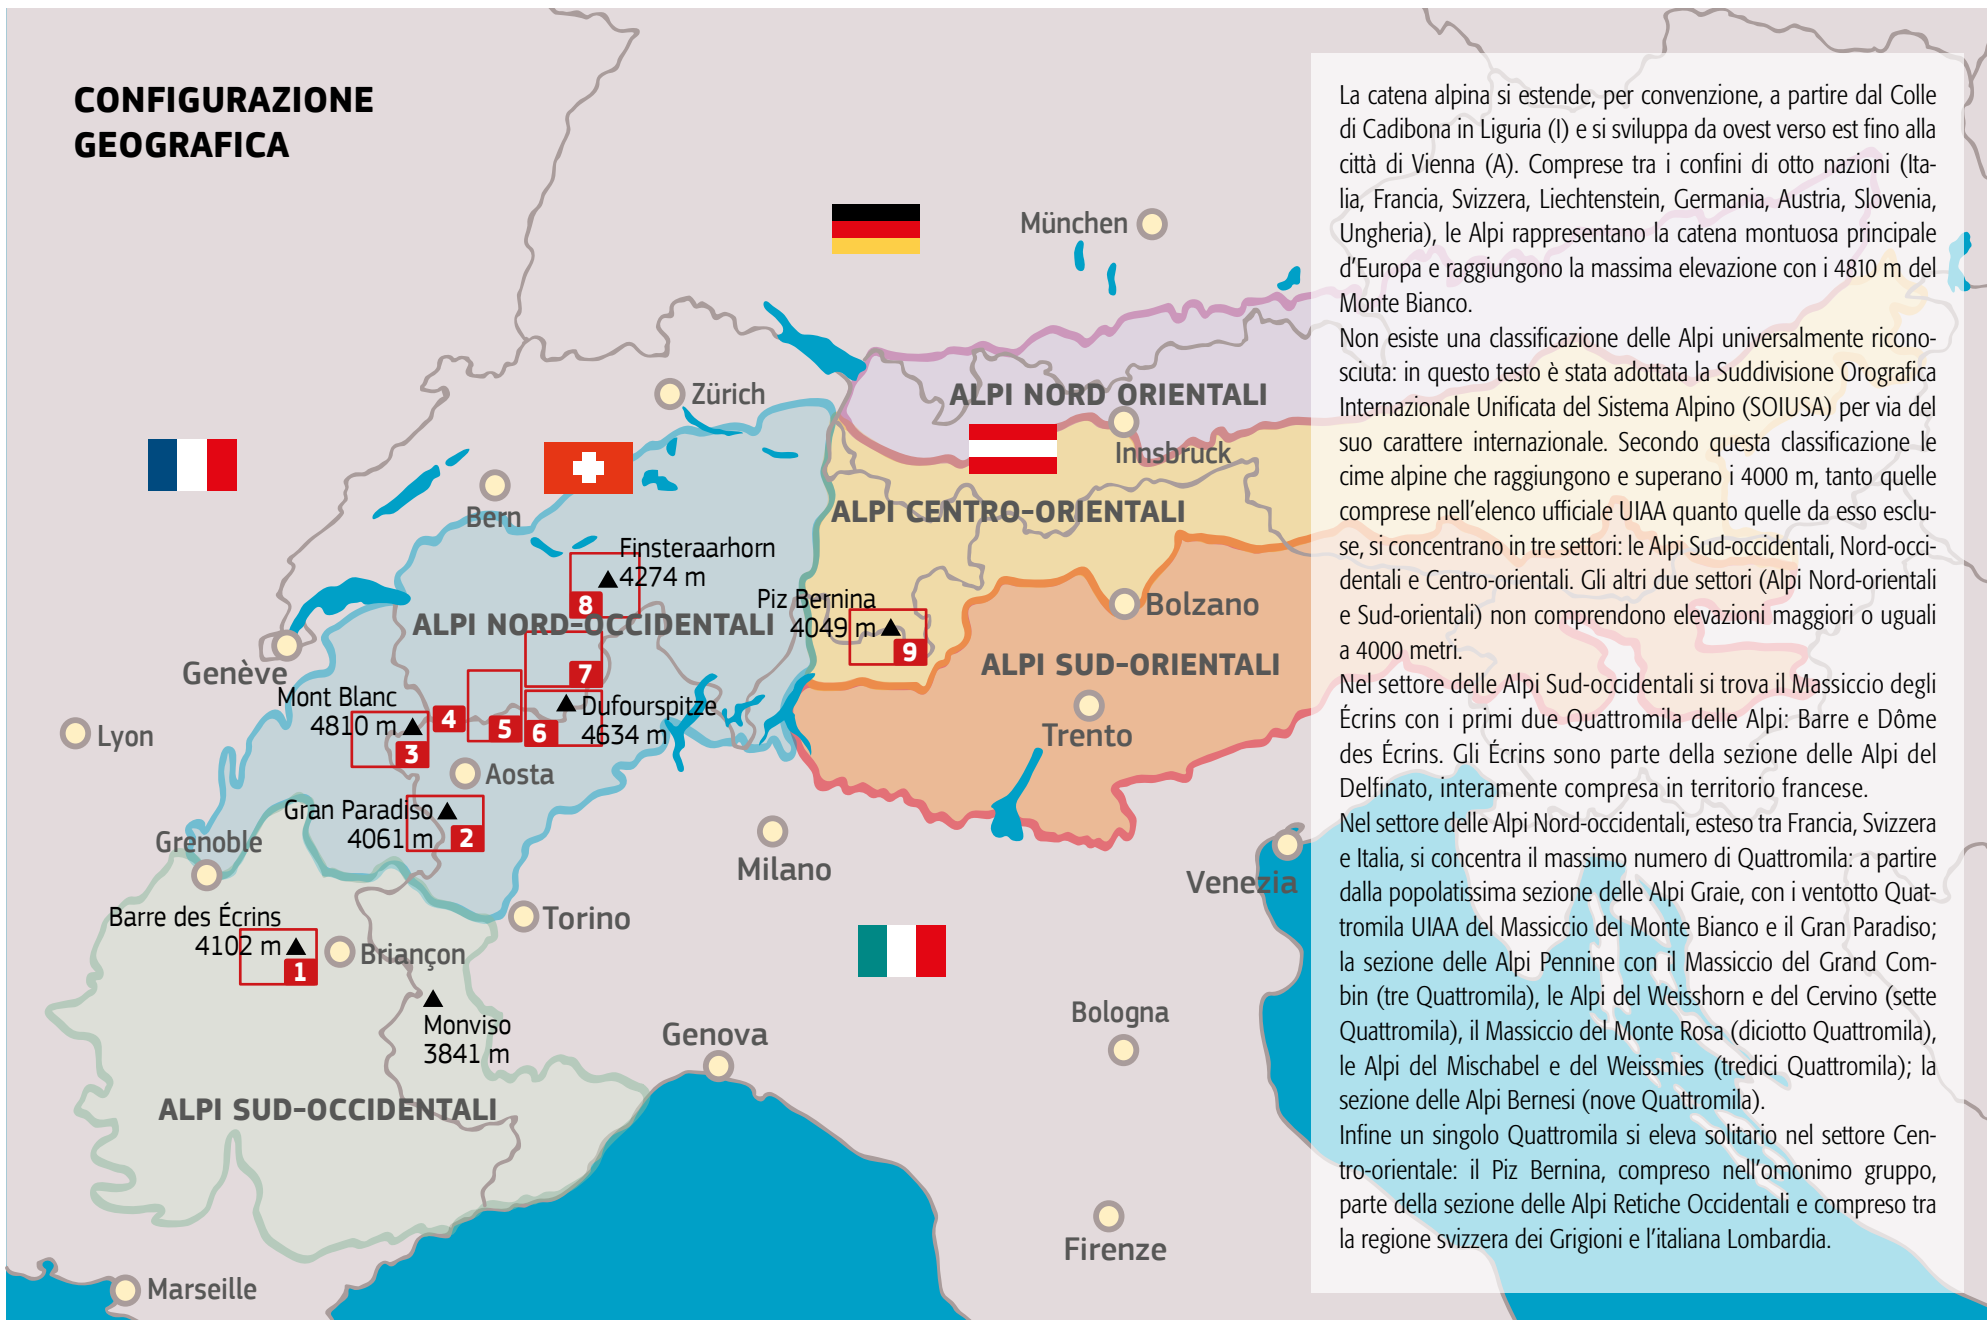 CONFIGURAZIONE
GEOGRAFICA
München
Zürich
ALPI NORD ORIENTALI
Innsbruck
Bern
ALPI CENTRO-ORIENTALI
Finsteraarhorn
4274 m
8
Piz Bernina
4049 m
9
Bolzano
ALPI NORD-OCCIDENTALI
Genève
7
ALPI SUD-ORIENTALI
Mont Blanc
4810 m
3
4
5
6
Dufourspitze
4634 m
Trento
Lyon
Aosta
Gran Paradiso
4061 m
2
Grenoble
Milano
Venezia
Barre des Écrins
4102 m
1
Briançon
Torino
Monviso
3841 m
Genova
Bologna
ALPI SUD-OCCIDENTALI
Firenze
Marseille
La catena alpina si estende, per convenzione, a partire dal Colle
di Cadibona in Liguria (I) e si sviluppa da ovest verso est fino alla
città di Vienna (A). Comprese tra i confini di otto nazioni (Ita-
lia, Francia, Svizzera, Liechtenstein, Germania, Austria, Slovenia,
Ungheria), le Alpi rappresentano la catena montuosa principale
d'Europa e raggiungono la massima elevazione con i 4810 m del
Monte Bianco.
Non esiste una classificazione delle Alpi universalmente ricono-
sciuta: in questo testo è stata adottata la Suddivisione Orografica
Internazionale Unificata del Sistema Alpino (SOIUSA) per via del
suo carattere internazionale. Secondo questa classificazione le
cime alpine che raggiungono e superano i 4000 m, tanto quelle
comprese nell'elenco ufficiale UIAA quanto quelle da esso esclu-
se, si concentrano in tre settori: le Alpi Sud-occidentali, Nord-occi-
dentali e Centro-orientali. Gli altri due settori (Alpi Nord-orientali
e Sud-orientali) non comprendono elevazioni maggiori o uguali
a 4000 metri.
Nel settore delle Alpi Sud-occidentali si trova il Massiccio degli
Écrins con i primi due Quattromila delle Alpi: Barre e Dôme
des Écrins. Gli Écrins sono parte della sezione delle Alpi del
Delfinato, interamente compresa in territorio francese.
Nel settore delle Alpi Nord-occidentali, esteso tra Francia, Svizzera
e Italia, si concentra il massimo numero di Quattromila: a partire
dalla popolatissima sezione delle Alpi Graie, con i ventotto Quat-
tromila UIAA del Massiccio del Monte Bianco e il Gran Paradiso;
la sezione delle Alpi Pennine con il Massiccio del Grand Com-
bin (tre Quattromila), le Alpi del Weisshorn e del Cervino (sette
Quattromila), il Massiccio del Monte Rosa (diciotto Quattromila),
le Alpi del Mischabel e del Weissmies (tredici Quattromila); la
sezione delle Alpi Bernesi (nove Quattromila).
Infine un singolo Quattromila si eleva solitario nel settore Cen-
tro-orientale: il Piz Bernina, compreso nell'omonimo gruppo,
parte della sezione delle Alpi Retiche Occidentali e compreso tra
la regione svizzera dei Grigioni e l'italiana Lombardia.